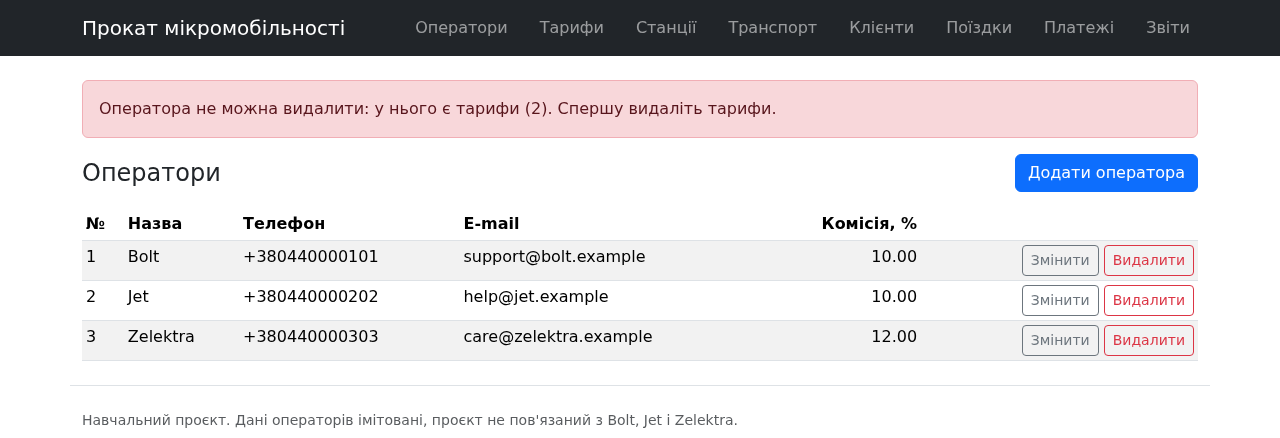 Прокат мікромобільності Оператори Тарифи Станції Транспорт Клієнти Поїздки Платежі Звіти
Оператора не можна видалити: у нього є тарифи (2). Спершу видаліть тарифи.
Оператори Додати оператора
№ Назва Телефон E-mail Комісія, %
1 Bolt +380440000101 support@bolt.example 10.00 Змінити Видалити
2 Jet +380440000202 help@jet.example 10.00 Змінити Видалити
3 Zelektra +380440000303 care@zelektra.example 12.00 Змінити Видалити
Навчальний проєкт. Дані операторів імітовані, проєкт не пов'язаний з Bolt, Jet і Zelektra.